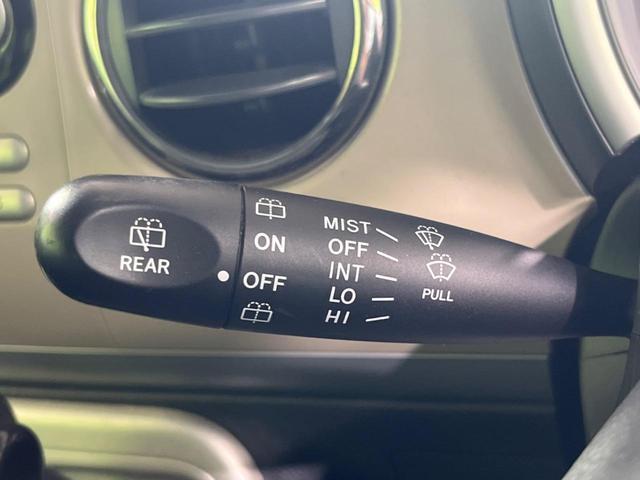 REAR
ON
OFF
MIST
OFF
INT
LO
HI
PULL